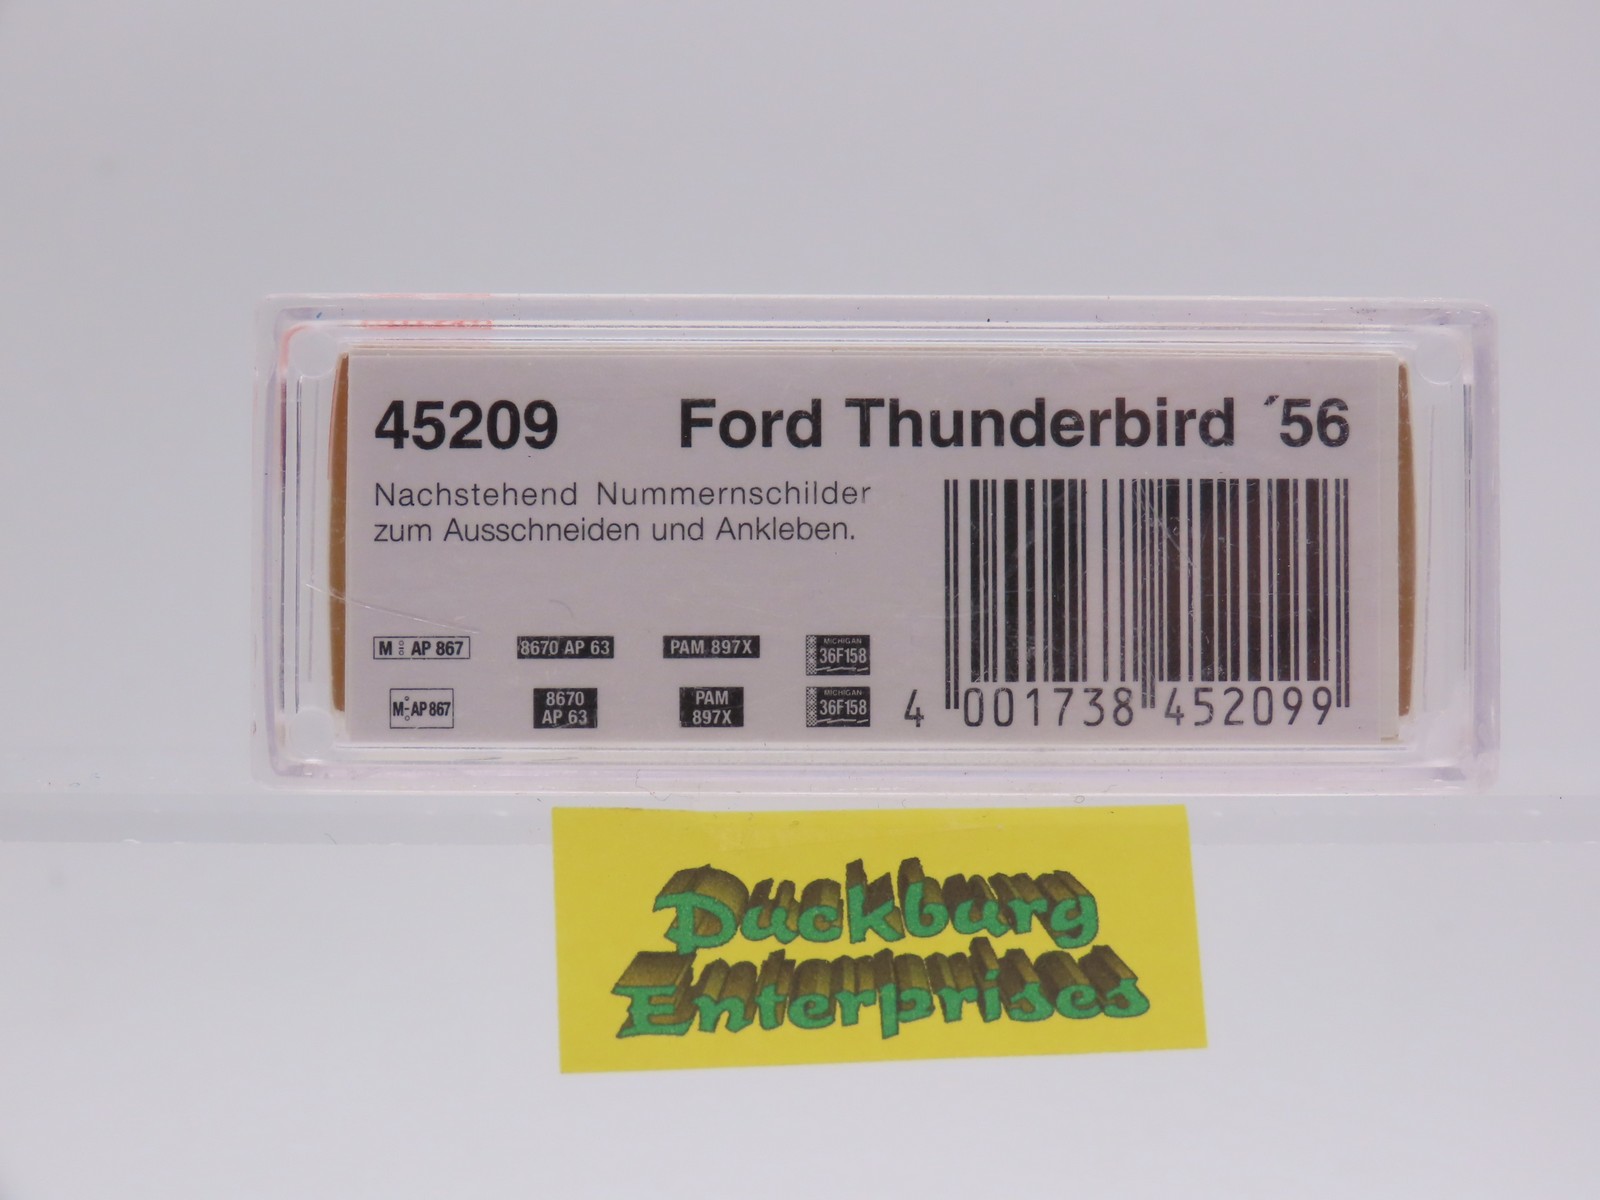 45209 Ford Thunderbird ´56
Nachstehend Nummernschilder
zum Ausschneiden und Ankleben.
M AP 867 8670 AP 63 PAM 897X MICHIGAN 36F158
M-AP 867 8670 AP 63 PAM 897X MICHIGAN 36F158
4 001738 452099
Duckburg
Enterprises